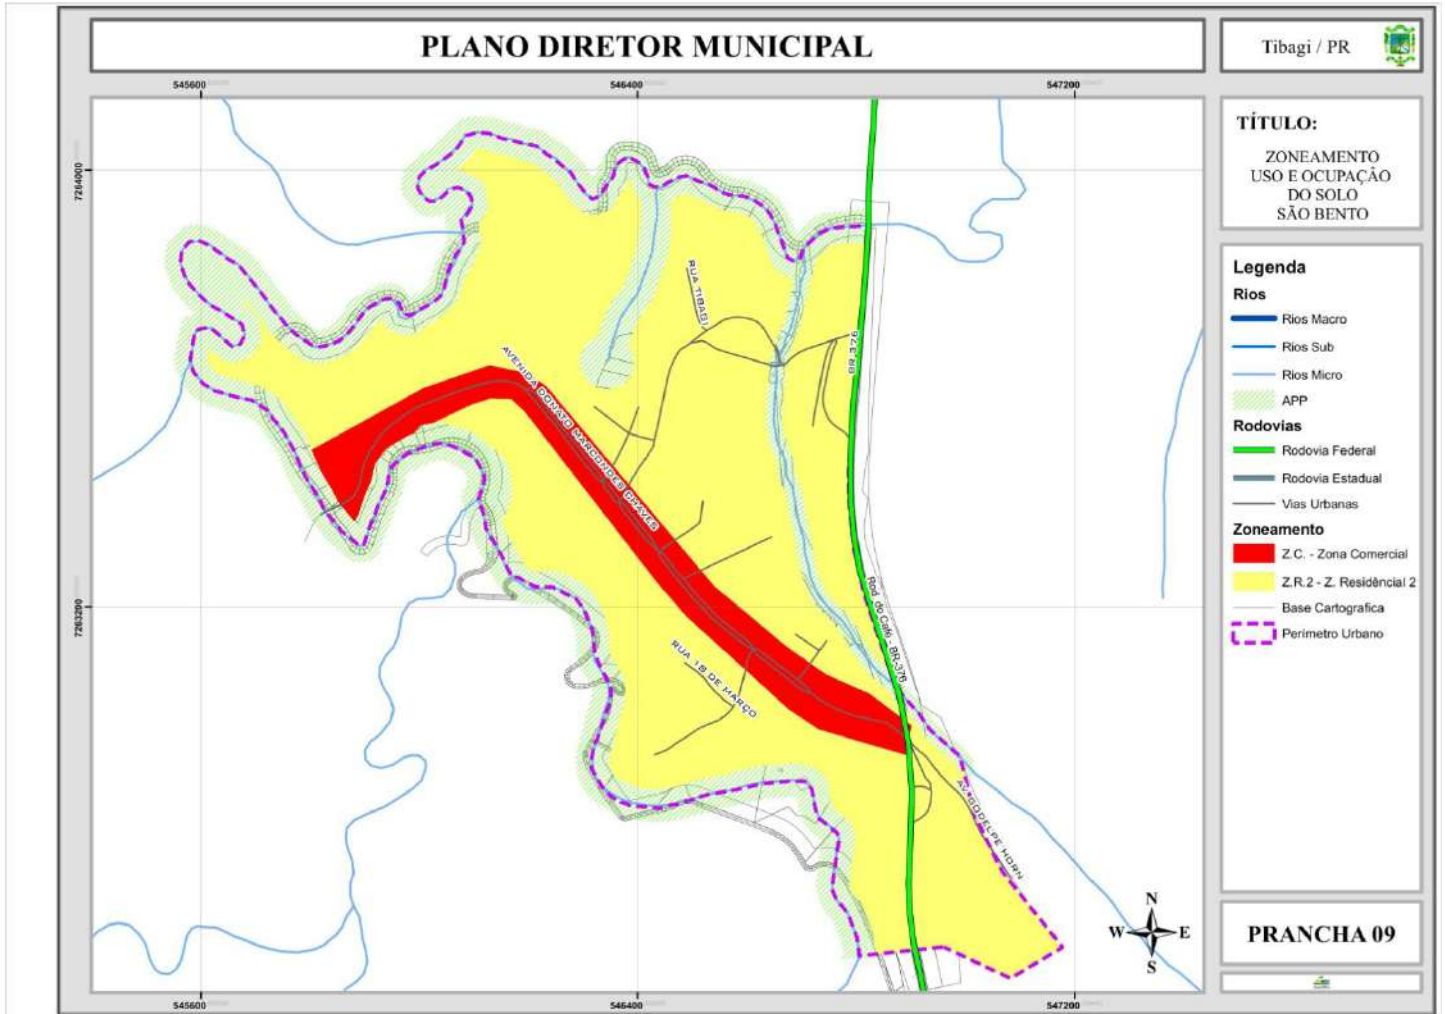 PLANO DIRETOR MUNICIPAL
Tibagi / PR
TÍTULO:
ZONEAMENTO
USO E OCUPAÇÃO
DO SOLO
SÃO BENTO
Legenda
Rios
Rios Macro
Rios Sub
Rios Micro
APP
Rodovias
Rodovia Federal
Rodovia Estadual
Vias Urbanas
Zoneamento
Z.C. - Zona Comercial
Z.R.2 - Z. Residêncial 2
Base Cartografica
Perímetro Urbano
PRANCHA 09
545600
546400
547200
7264000
7263200
545600
546400
547200
RUA TIBAGI
BR-376
AVENIDA DONATO MARCONDES CHAVES
Rod. do Café - BR-376
RUA 18 DE MARÇO
AV. GODELPE HORN
N
W
E
S